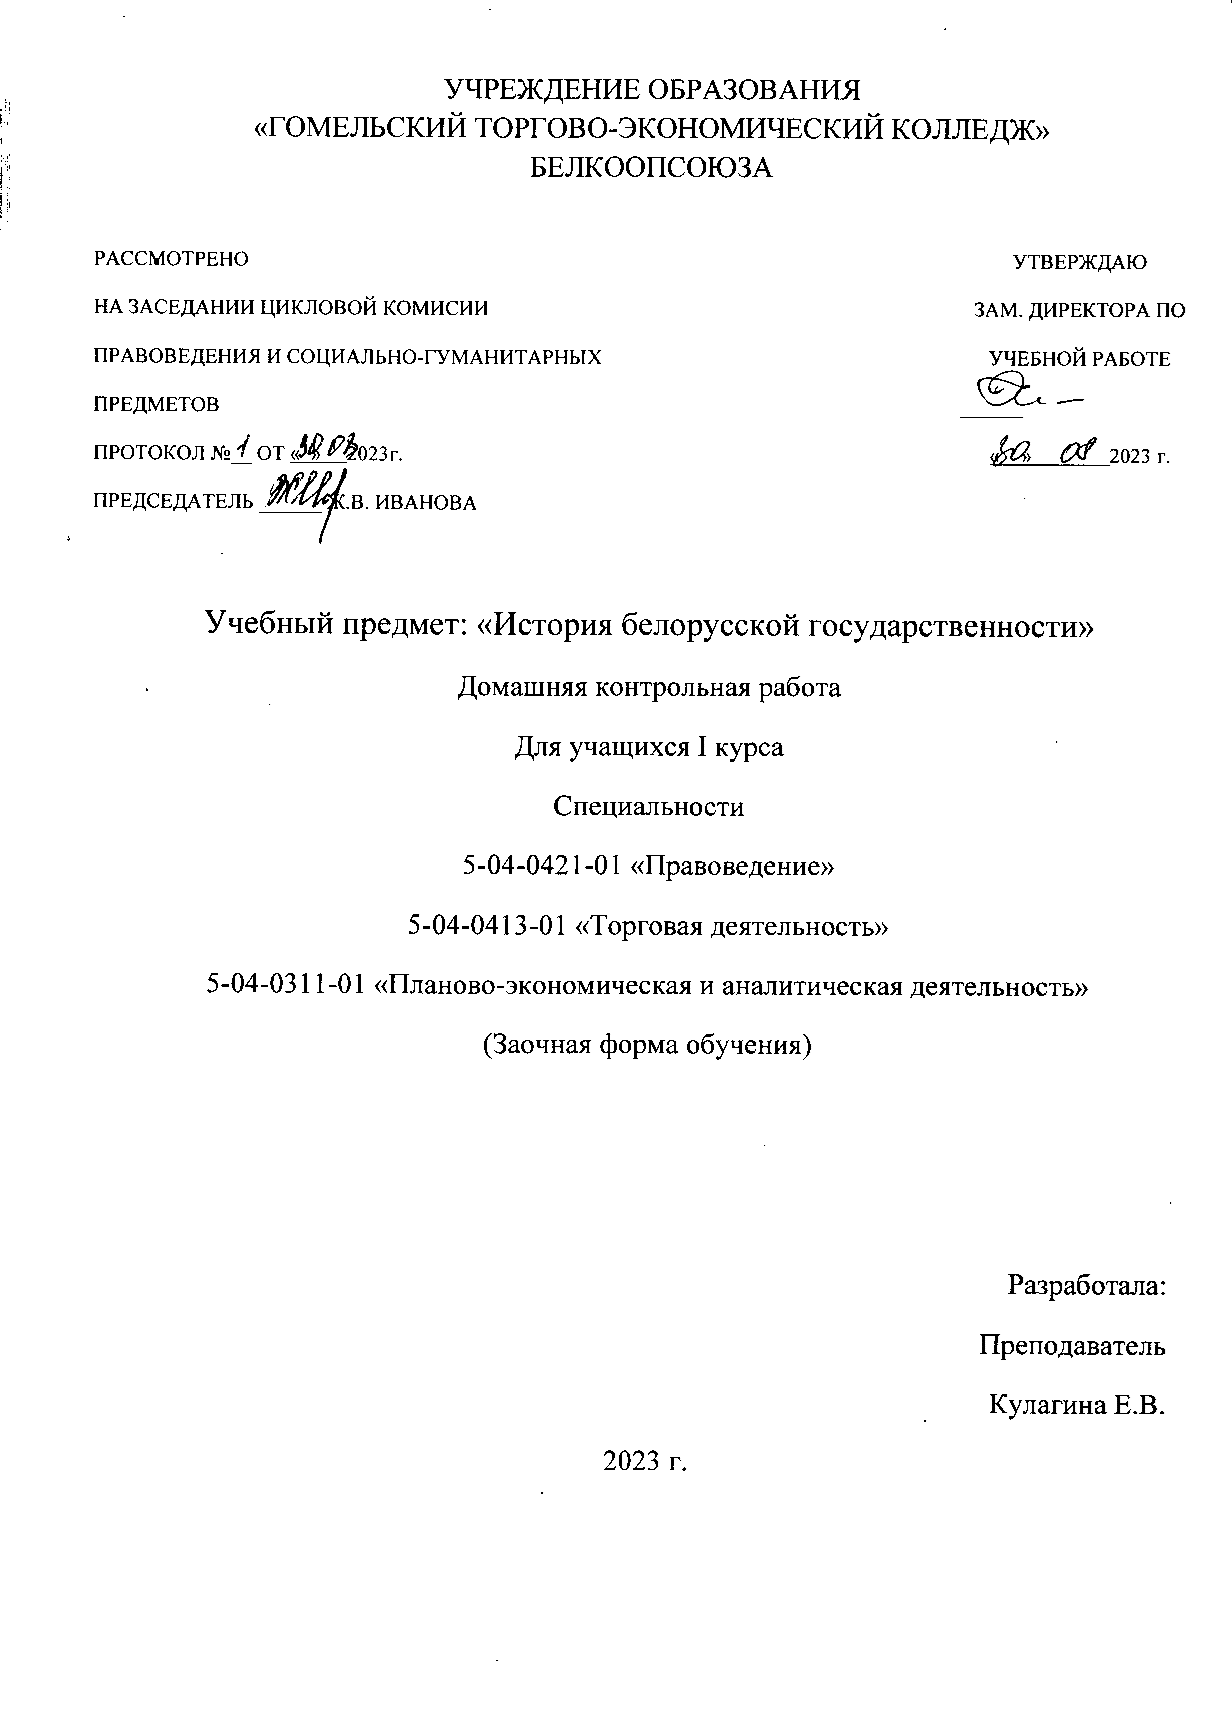 УЧРЕЖДЕНИЕ ОБРАЗОВАНИЯ
«ГОМЕЛЬСКИЙ ТОРГОВО-ЭКОНОМИЧЕСКИЙ КОЛЛЕДЖ»
БЕЛКООПСОЮЗА
РАССМОТРЕНО
НА ЗАСЕДАНИИ ЦИКЛОВОЙ КОМИСИИ
ПРАВОВЕДЕНИЯ И СОЦИАЛЬНО-ГУМАНИТАРНЫХ
ПРЕДМЕТОВ
ПРОТОКОЛ № 1 ОТ 2023г.
ПРЕДСЕДАТЕЛЬ ИВАНОВА
УТВЕРЖДАЮ
ЗАМ. ДИРЕКТОРА ПО
УЧЕБНОЙ РАБОТЕ
2023 г.
Учебный предмет: «История белорусской государственности»
Домашняя контрольная работа
Для учащихся I курса
Специальности
5-04-0421-01 «Правоведение»
5-04-0413-01 «Торговая деятельность»
5-04-0311-01 «Планово-экономическая и аналитическая деятельность»
(Заочная форма обучения)
Разработала:
Преподаватель
Кулагина Е.В.
2023 г.